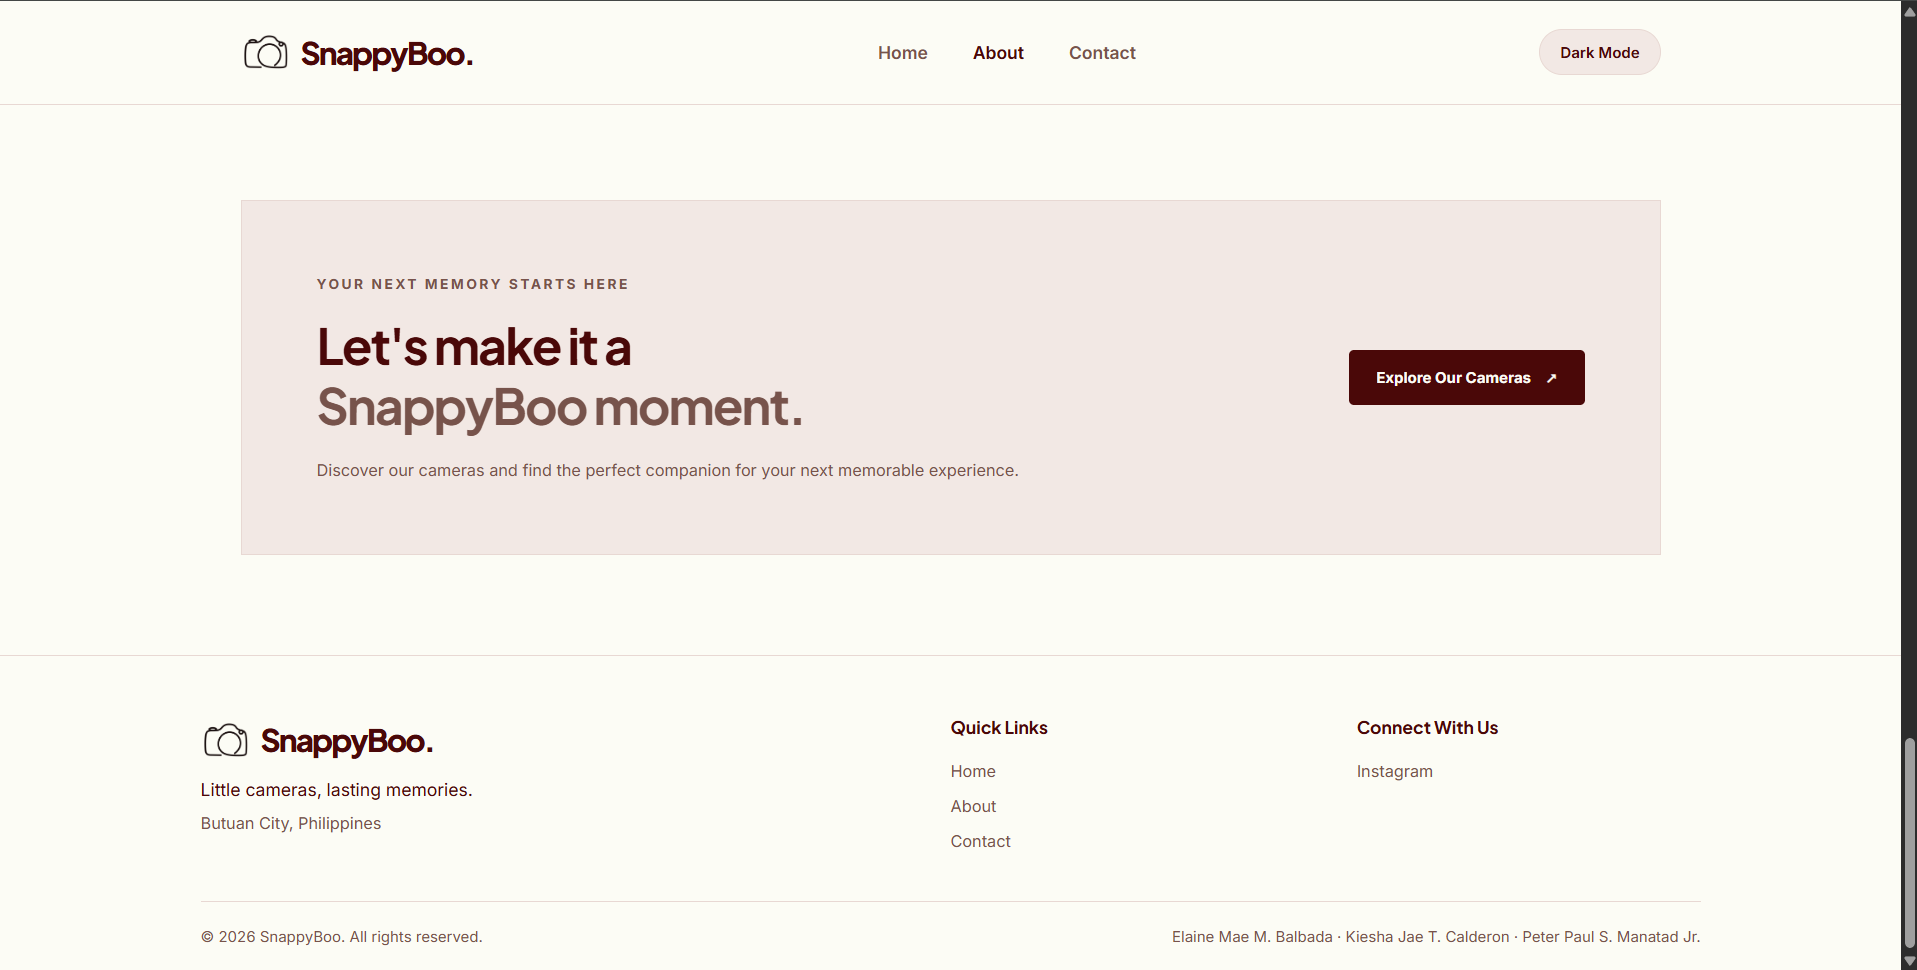 SnappyBoo.
Home
About
Contact
Dark Mode
YOUR NEXT MEMORY STARTS HERE
Let's make it a
SnappyBoo moment.
Discover our cameras and find the perfect companion for your next memorable experience.
Explore Our Cameras ↗
SnappyBoo.
Little cameras, lasting memories.
Butuan City, Philippines
Quick Links
Home
About
Contact
Connect With Us
Instagram
© 2026 SnappyBoo. All rights reserved.
Elaine Mae M. Balbada · Kiesha Jae T. Calderon · Peter Paul S. Manatad Jr.